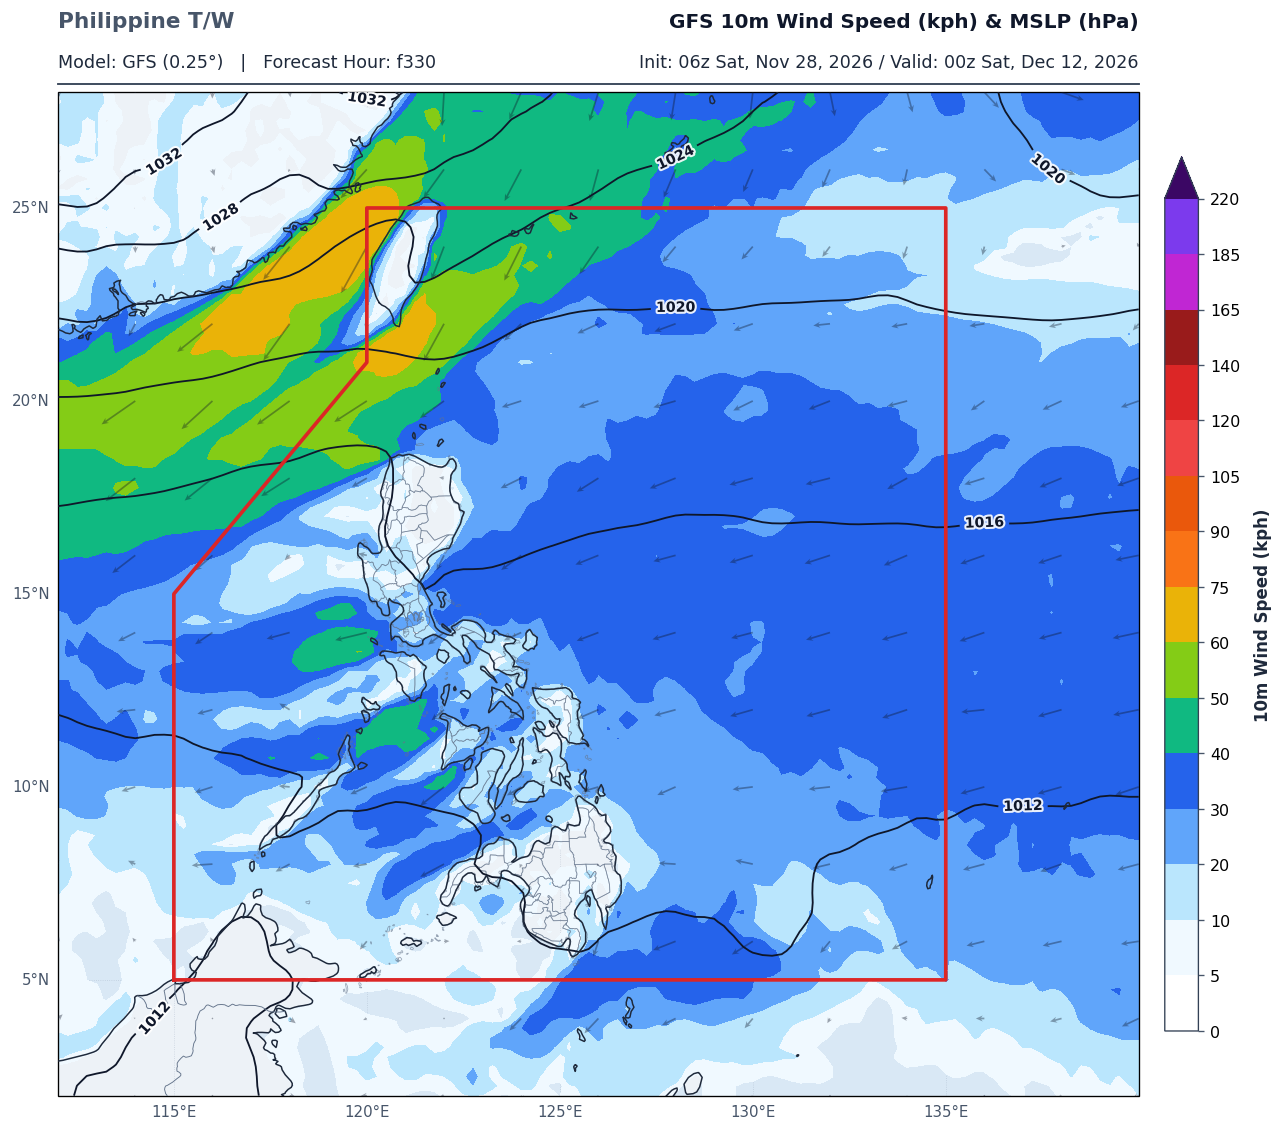 Philippine T/W
GFS 10m Wind Speed (kph) & MSLP (hPa)
Model: GFS (0.25°)   |   Forecast Hour: f330
Init: 06z Sat, Nov 28, 2026 / Valid: 00z Sat, Dec 12, 2026
1032
1032
1028
1024
1020
1020
1016
1012
1012
25°N
20°N
15°N
10°N
5°N
115°E
120°E
125°E
130°E
135°E
220
185
165
140
120
105
90
75
60
50
40
30
20
10
5
0
10m Wind Speed (kph)